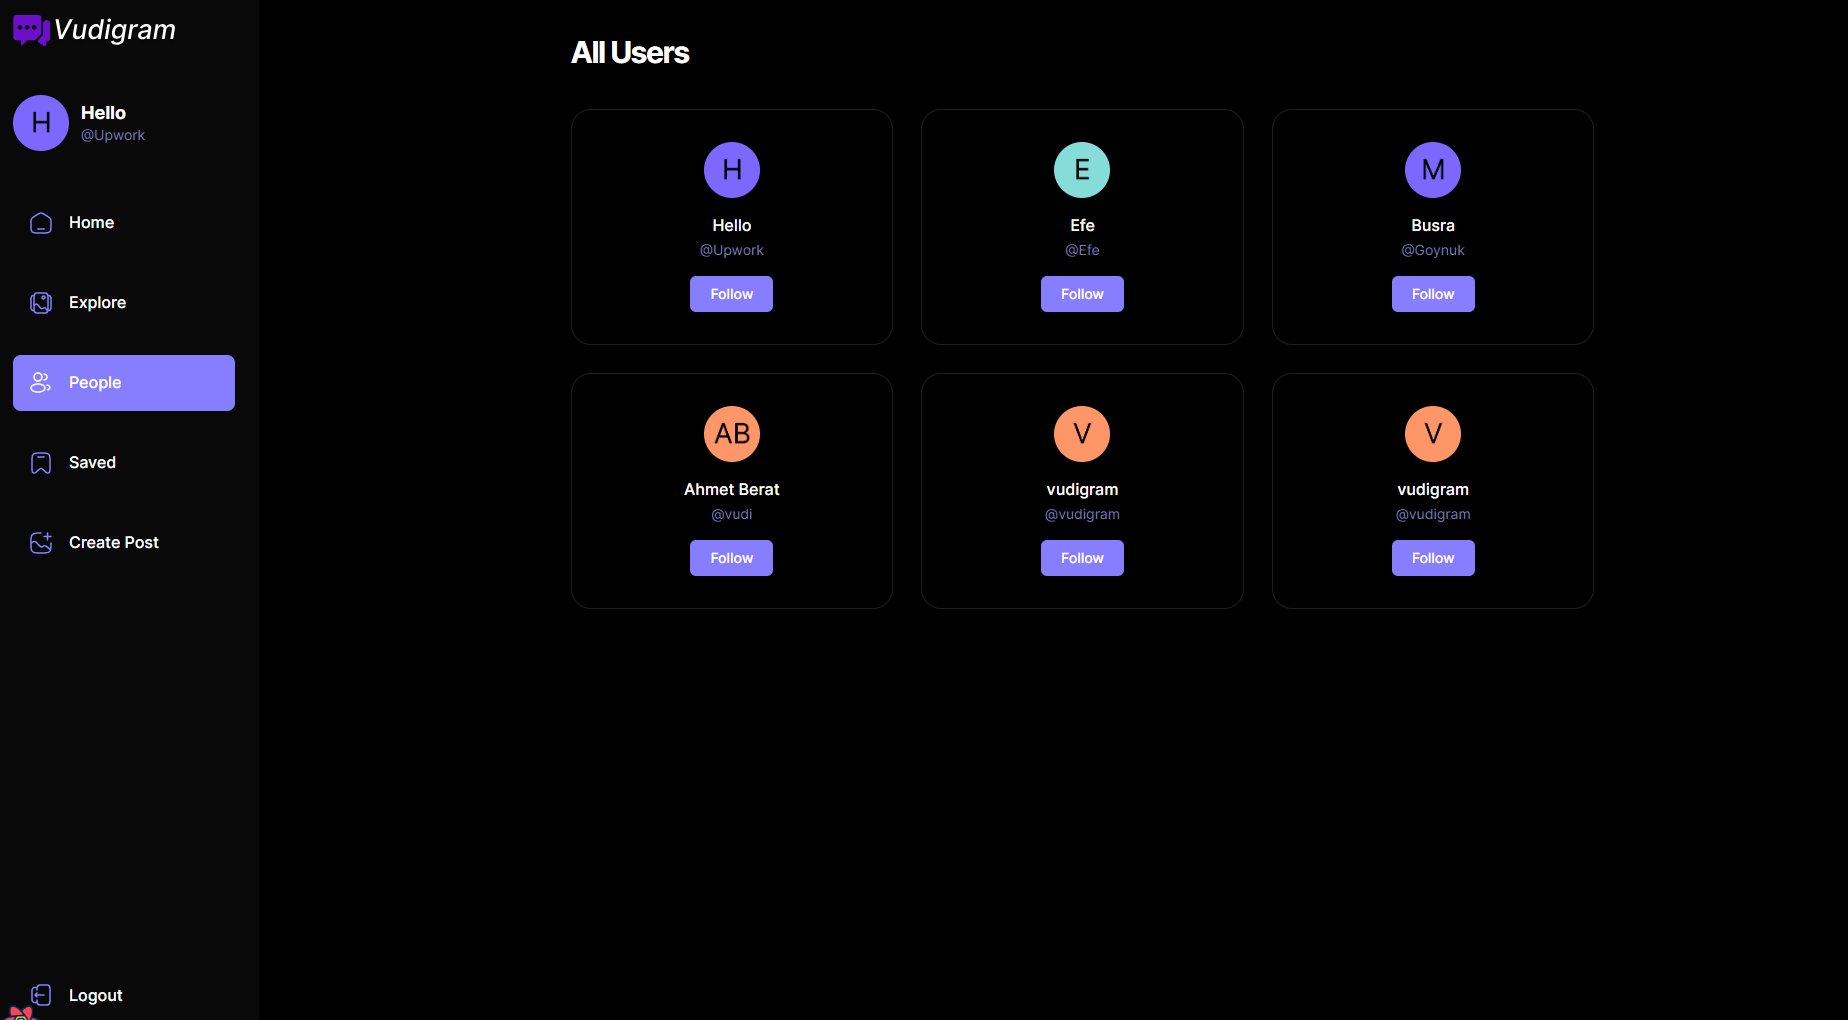 Vudigram
H
Hello
@Upwork
Home
Explore
People
Saved
Create Post
Logout
All Users
H
Hello
@Upwork
Follow
E
Efe
@Efe
Follow
M
Busra
@Goynuk
Follow
AB
Ahmet Berat
@vudi
Follow
V
vudigram
@vudigram
Follow
V
vudigram
@vudigram
Follow